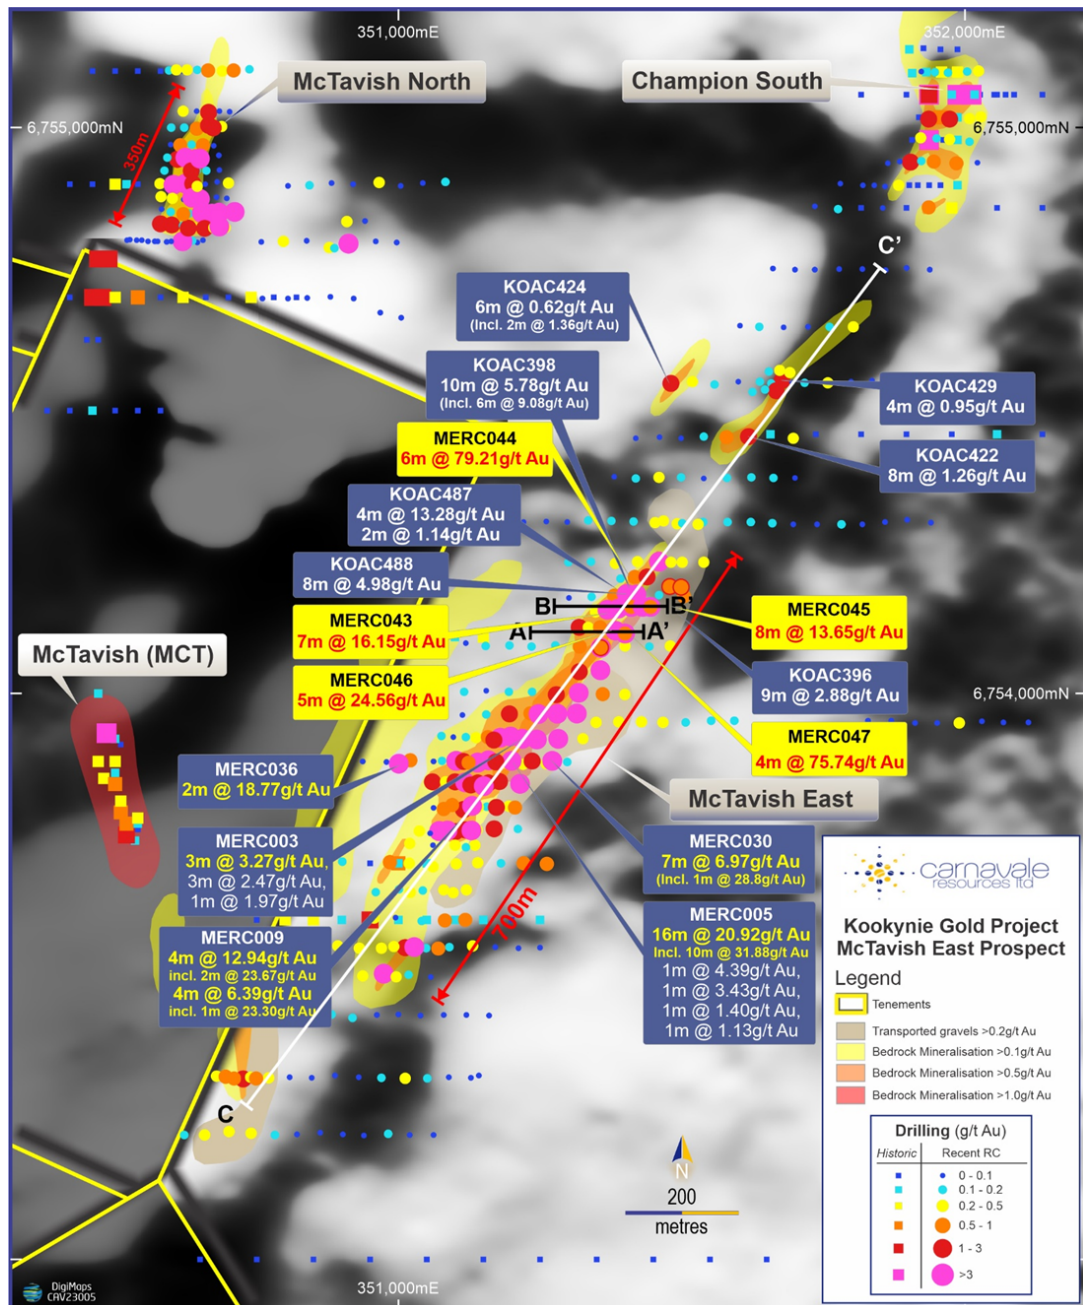 351,000mE
352,000mE
McTavish North
Champion South
6,755,000mN
6,755,000mN
350m
C'
KOAC424
6m @ 0.62g/t Au
(Incl. 2m @ 1.36g/t Au)
KOAC398
10m @ 5.78g/t Au
(Incl. 6m @ 9.08g/t Au)
KOAC429
4m @ 0.95g/t Au
MERC044
6m @ 79.21g/t Au
KOAC422
8m @ 1.26g/t Au
KOAC487
4m @ 13.28g/t Au
2m @ 1.14g/t Au
KOAC488
8m @ 4.98g/t Au
B
B'
MERC043
7m @ 16.15g/t Au
A
A'
MERC045
8m @ 13.65g/t Au
McTavish (MCT)
MERC046
5m @ 24.56g/t Au
KOAC396
9m @ 2.88g/t Au
6,754,000mN
MERC047
4m @ 75.74g/t Au
MERC036
2m @ 18.77g/t Au
McTavish East
MERC003
3m @ 3.27g/t Au,
3m @ 2.47g/t Au,
1m @ 1.97g/t Au
MERC030
7m @ 6.97g/t Au
(Incl. 1m @ 28.8g/t Au)
700m
MERC009
4m @ 12.94g/t Au
incl. 2m @ 23.67g/t Au
4m @ 6.39g/t Au
incl. 1m @ 23.30g/t Au
MERC005
16m @ 20.92g/t Au
Incl. 10m @ 31.88g/t Au
1m @ 4.39g/t Au,
1m @ 3.43g/t Au,
1m @ 1.40g/t Au,
1m @ 1.13g/t Au
C
carnavale
resources ltd
Kookynie Gold Project
McTavish East Prospect
Legend
Tenements
Transported gravels >0.2g/t Au
Bedrock Mineralisation >0.1g/t Au
Bedrock Mineralisation >0.5g/t Au
Bedrock Mineralisation >1.0g/t Au
Drilling (g/t Au)
Historic Recent RC
0 - 0.1
0.1 - 0.2
0.2 - 0.5
0.5 - 1
1 - 3
>3
N
200
metres
DigiMaps
CAV23005
351,000mE